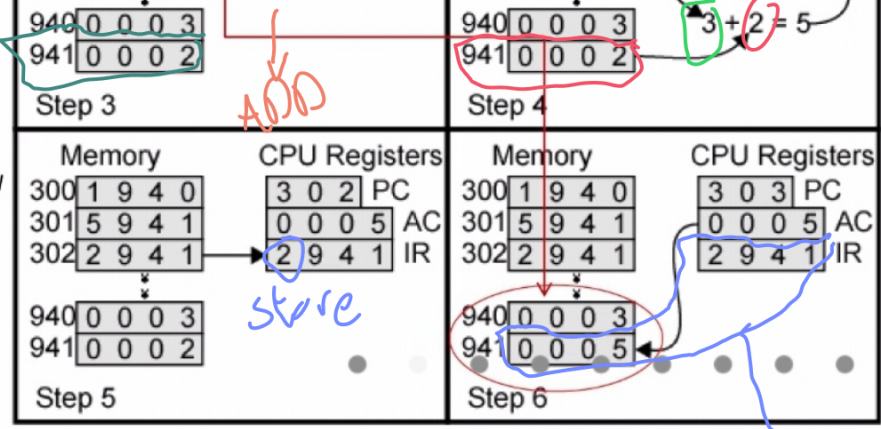 940 0 0 0 3
941 0 0 0 2
Step 3
ADD
940 0 0 0 3
941 0 0 0 2
3 + 2 = 5
Step 4
Memory CPU Registers
300 1 9 4 0 3 0 2 PC
301 5 9 4 1 0 0 0 5 AC
302 2 9 4 1 2 9 4 1 IR
store
940 0 0 0 3
941 0 0 0 2
Step 5
Memory CPU Registers
300 1 9 4 0 3 0 3 PC
301 5 9 4 1 0 0 0 5 AC
302 2 9 4 1 2 9 4 1 IR
940 0 0 0 3
941 0 0 0 5
Step 6